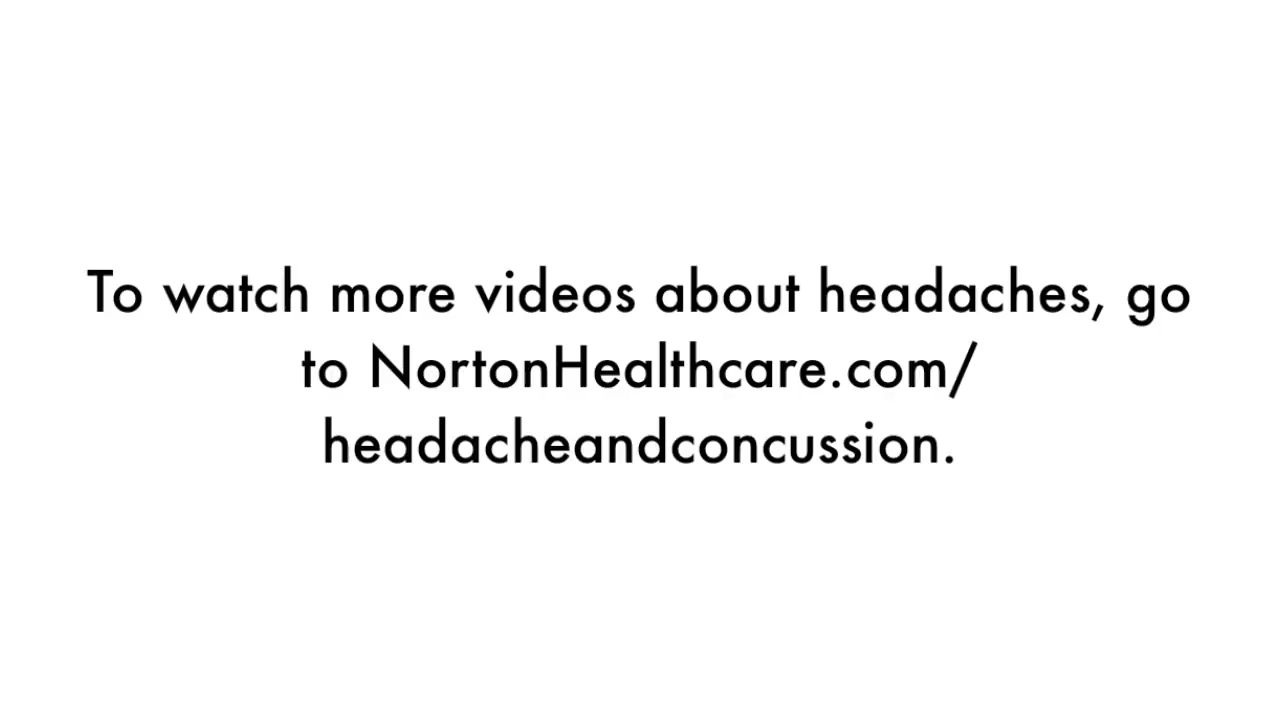 To watch more videos about headaches, go
to NortonHealthcare.com/
headacheandconcussion.